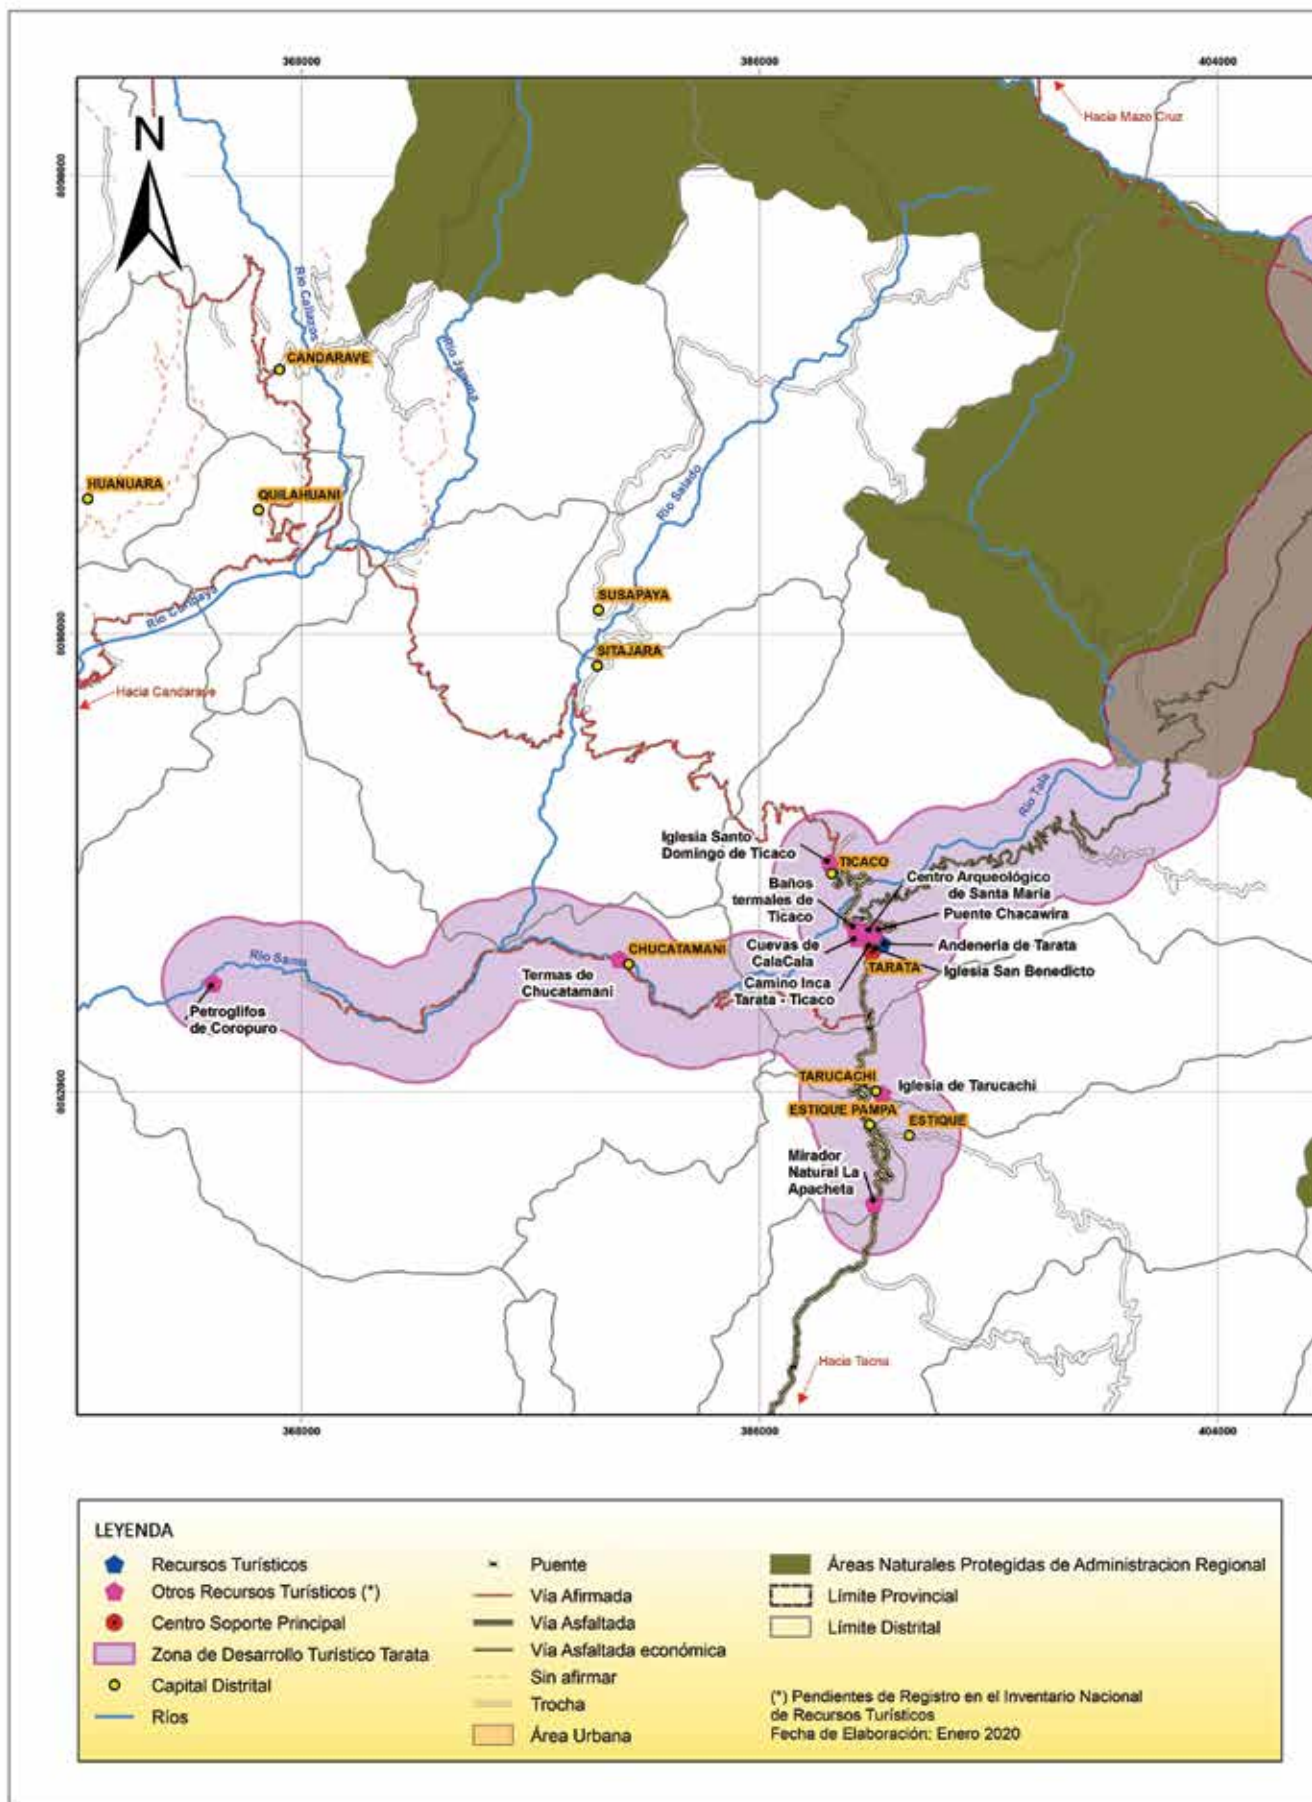 368000
386000
404000
N
Hacia Mazo Cruz
Río Callazas
CANDARAVE
HUANUARA
QUILAHUANI
Río Salado
SUSAPAYA
8080000
SITAJARA
Hacia Candarave
Río Tala
Iglesia Santo
Domingo de Ticaco
TICACO
Centro Arqueológico
de Santa María
Baños
termales de
Ticaco
Puente Chacawira
Cuevas de
CalaCala
Andenería de Tarata
Iglesia San Benedicto
TARATA
Camino Inca
Tarata - Ticaco
CHUCATAMANI
Termas de
Chucatamani
Río Sama
Petroglifos
de Coropuro
TARUCACHI
Iglesia de Tarucachi
ESTIQUE PAMPA
ESTIQUE
Mirador
Natural La
Apacheta
8062000
Hacia Tacna
368000
386000
404000
LEYENDA
Recursos Turísticos
Otros Recursos Turísticos (*)
Centro Soporte Principal
Zona de Desarrollo Turístico Tarata
Capital Distrital
Ríos
Puente
Vía Afirmada
Vía Asfaltada
Vía Asfaltada económica
Sin afirmar
Trocha
Área Urbana
Áreas Naturales Protegidas de Administracion Regional
Límite Provincial
Límite Distrital
(*) Pendientes de Registro en el Inventario Nacional
de Recursos Turísticos
Fecha de Elaboración: Enero 2020